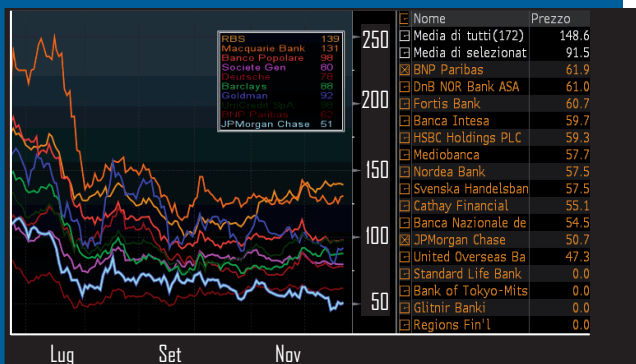 RBS 139
Macquarie Bank 131
Banco Popolare 98
Societe Gen 80
Deutsche 78
Barclays 88
Goldman 92
UniCredit SpA 98
BNP Paribas 62
JPMorgan Chase 51
250
200
150
100
50
Lug Set Nov
Nome Prezzo
Media di tutti(172) 148.6
Media di selezionat 91.5
BNP Paribas 61.9
DnB NOR Bank ASA 61.0
Fortis Bank 60.7
Banca Intesa 59.7
HSBC Holdings PLC 59.3
Mediobanca 57.7
Nordea Bank 57.5
Svenska Handelsban 57.5
Cathay Financial 55.1
Banca Nazionale de 54.5
JPMorgan Chase 50.7
United Overseas Ba 47.3
Standard Life Bank 0.0
Bank of Tokyo-Mits 0.0
Glitnir Banki 0.0
Regions Fin'l 0.0